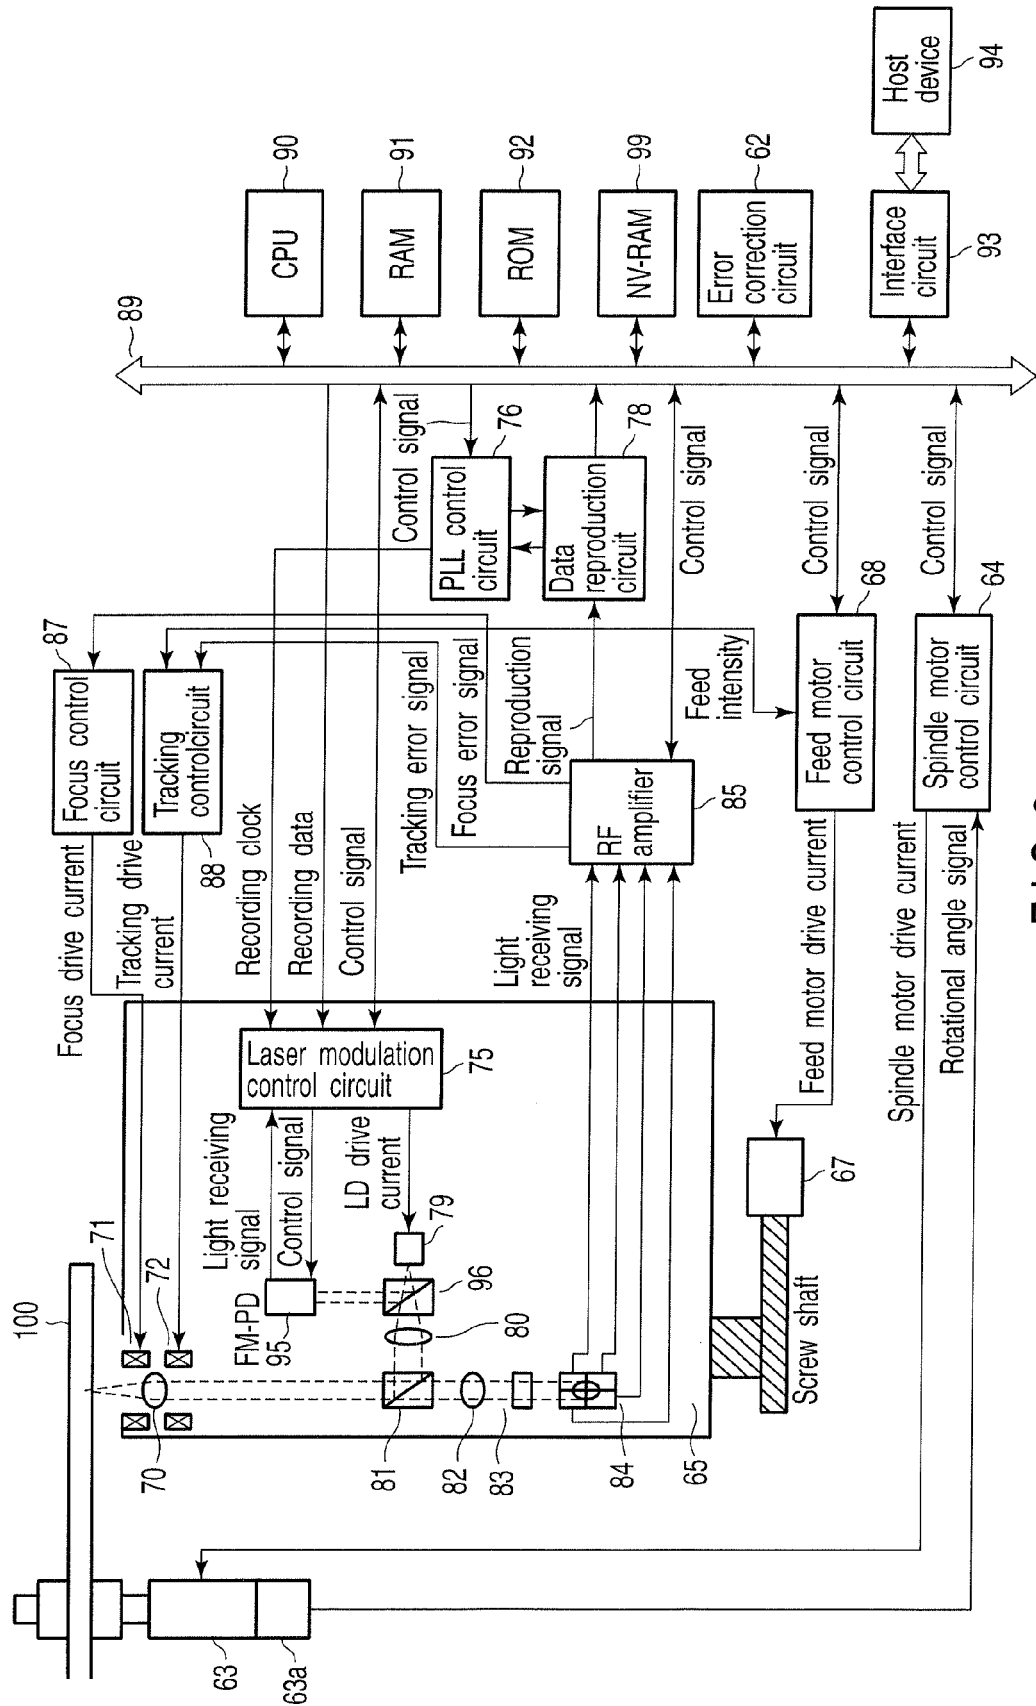 100
71
72
70
63
63a
Focus drive current
Tracking drive
current
Focus control
circuit
87
Tracking
controlcircuit
88
Recording clock
Recording data
Control signal
Laser modulation
control circuit
75
Light receiving
signal
Control signal
LD drive
current
FM-PD
95
79
96
80
81
82
83
84
65
Tracking error signal
Focus error signal
Reproduction
signal
Light
receiving
signal
RF
amplifier
85
Control signal
PLL control
circuit
76
Data
reproduction
circuit
78
Control signal
Feed
intensity
Control signal
Feed motor
control circuit
68
Control signal
Spindle motor
control circuit
64
Feed motor drive current
Spindle motor drive current
Rotational angle signal
67
Screw shaft
89
CPU
90
RAM
91
ROM
92
NV-RAM
99
Error
correction
circuit
62
Interface
circuit
93
Host
device
94